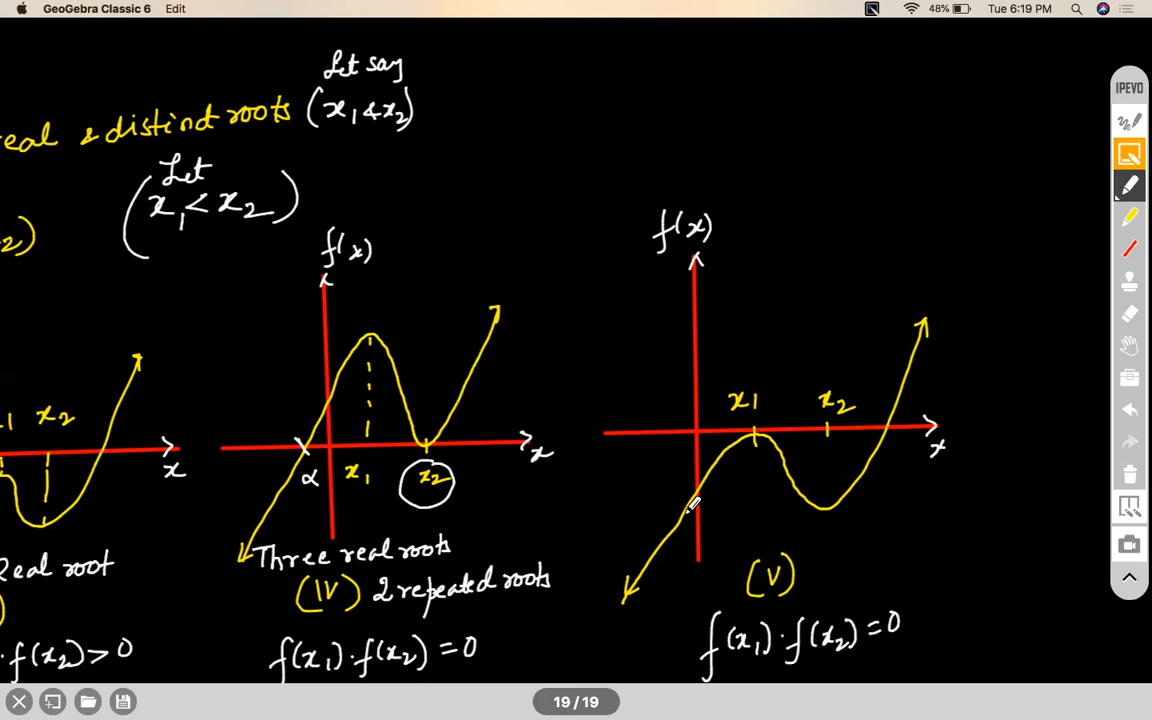 GeoGebra Classic 6 Edit 48% Tue 6:19 PM
IPEVO
Let say
real & distinct roots (x₁ & x₂)
Let
(x₁ < x₂)
2)
f(x)
f(x)
1 x₂
x
α x₁ x₂
x
x₁ x₂
x
Real root
Three real roots
(IV) 2 repeated roots
(V)
f(x₂) > 0
f(x₁)·f(x₂) = 0
f(x₁)·f(x₂) = 0
19 / 19